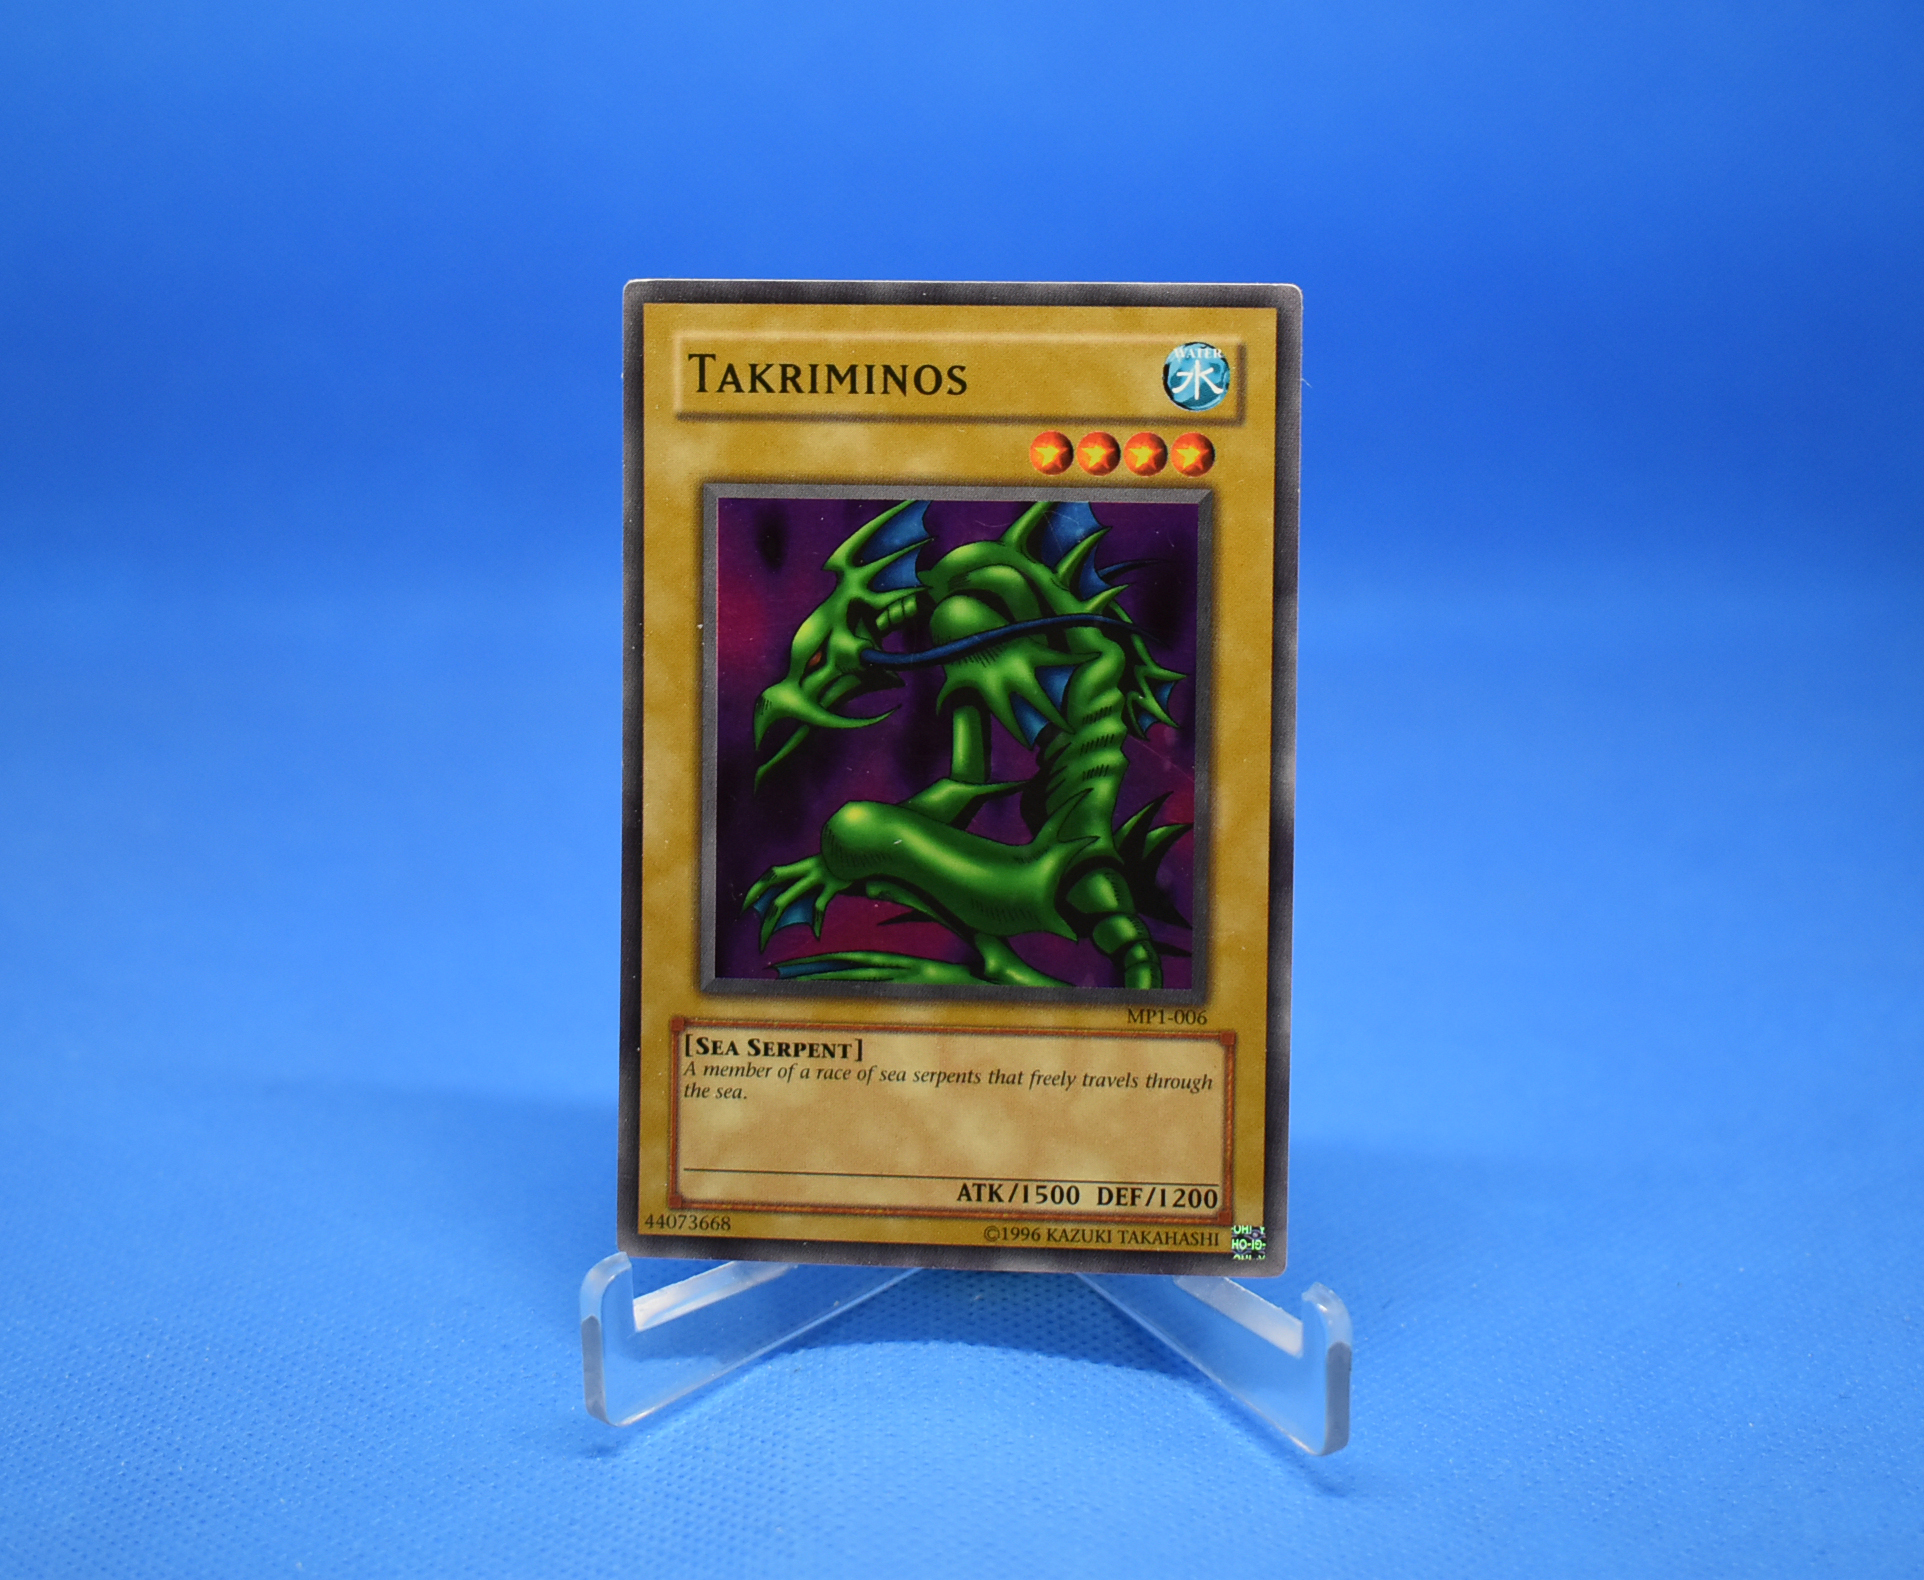 TAKRIMINOS
WATER
水
MP1-006
[SEA SERPENT]
A member of a race of sea serpents that freely travels through
the sea.
ATK/1500 DEF/1200
44073668
©1996 KAZUKI TAKAHASHI